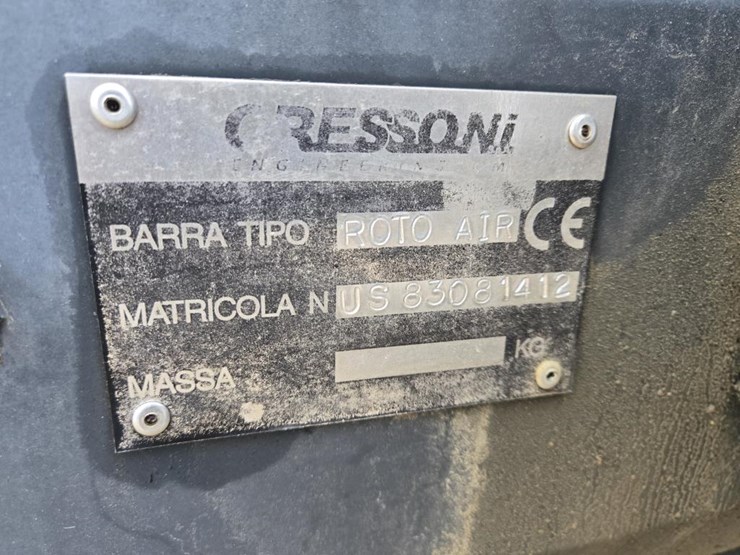 CRESSONi
BARRA TIPO ROTO AIR CE
MATRICOLA N US 83081412
MASSA KG